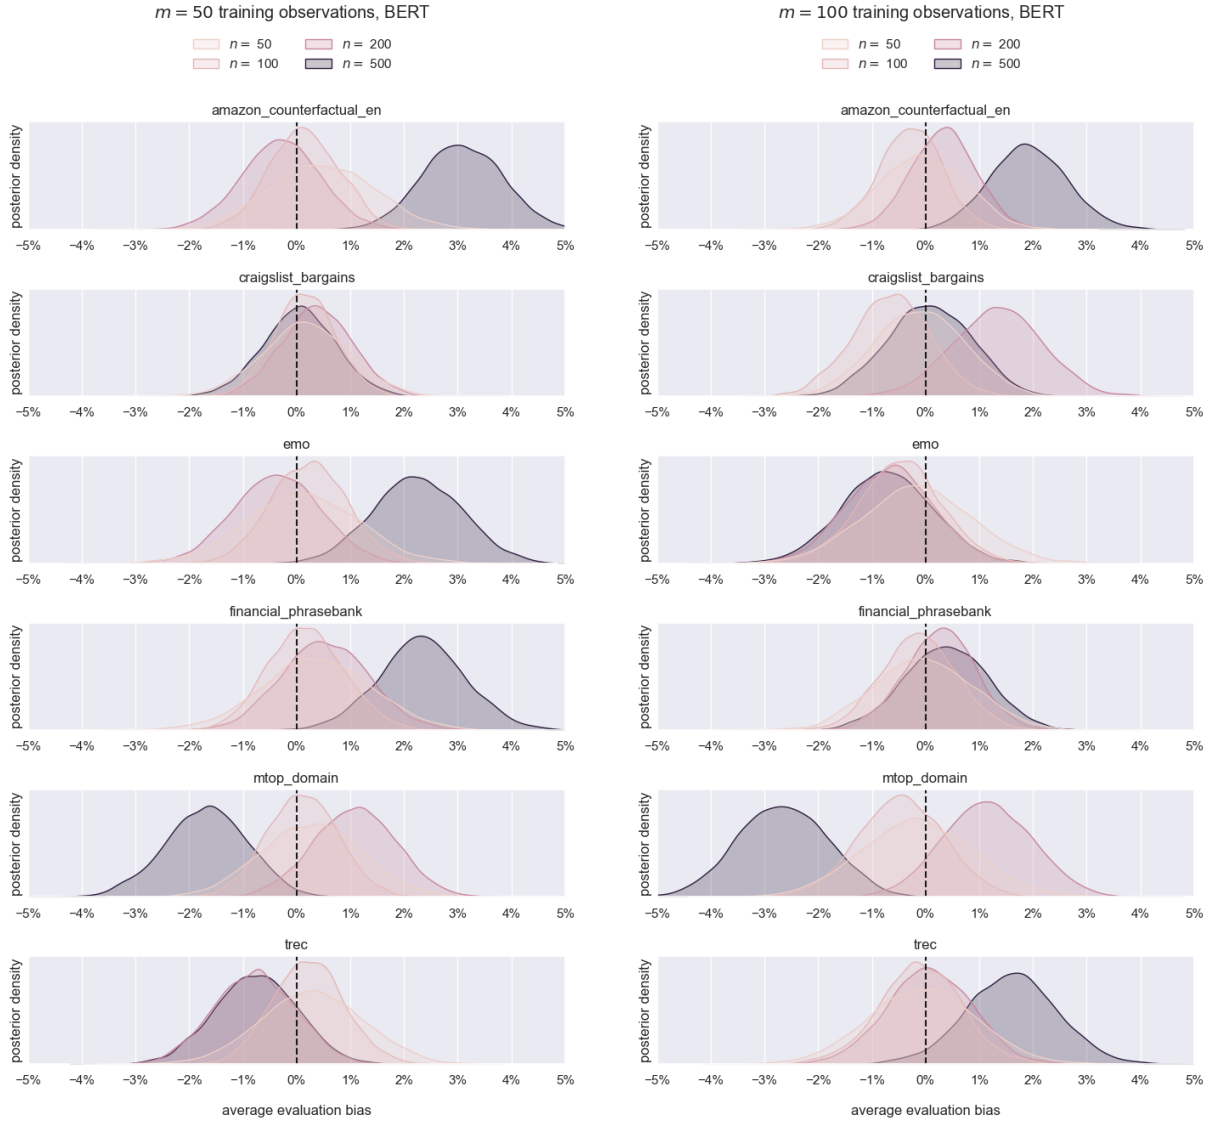 m = 50 training observations, BERT
n = 50
n = 200
n = 100
n = 500
amazon_counterfactual_en
posterior density
−5% −4% −3% −2% −1% 0% 1% 2% 3% 4% 5%
craigslist_bargains
posterior density
−5% −4% −3% −2% −1% 0% 1% 2% 3% 4% 5%
emo
posterior density
−5% −4% −3% −2% −1% 0% 1% 2% 3% 4% 5%
financial_phrasebank
posterior density
−5% −4% −3% −2% −1% 0% 1% 2% 3% 4% 5%
mtop_domain
posterior density
−5% −4% −3% −2% −1% 0% 1% 2% 3% 4% 5%
trec
posterior density
−5% −4% −3% −2% −1% 0% 1% 2% 3% 4% 5%
average evaluation bias
m = 100 training observations, BERT
n = 50
n = 200
n = 100
n = 500
amazon_counterfactual_en
posterior density
−5% −4% −3% −2% −1% 0% 1% 2% 3% 4% 5%
craigslist_bargains
posterior density
−5% −4% −3% −2% −1% 0% 1% 2% 3% 4% 5%
emo
posterior density
−5% −4% −3% −2% −1% 0% 1% 2% 3% 4% 5%
financial_phrasebank
posterior density
−5% −4% −3% −2% −1% 0% 1% 2% 3% 4% 5%
mtop_domain
posterior density
−5% −4% −3% −2% −1% 0% 1% 2% 3% 4% 5%
trec
posterior density
−5% −4% −3% −2% −1% 0% 1% 2% 3% 4% 5%
average evaluation bias